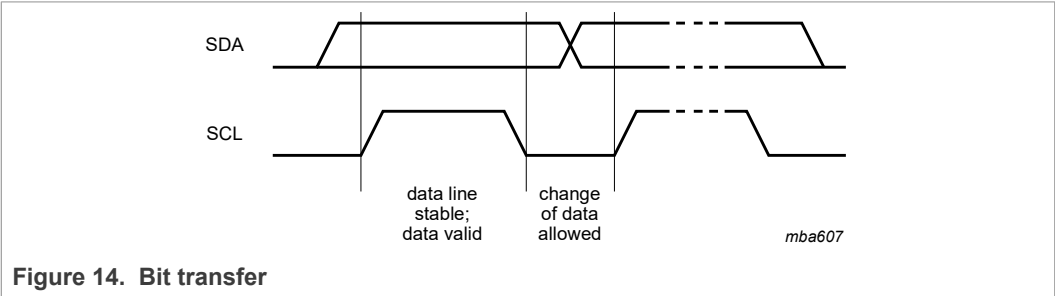 SDA
SCL
data line
stable;
data valid
change
of data
allowed
mba607
Figure 14. Bit transfer